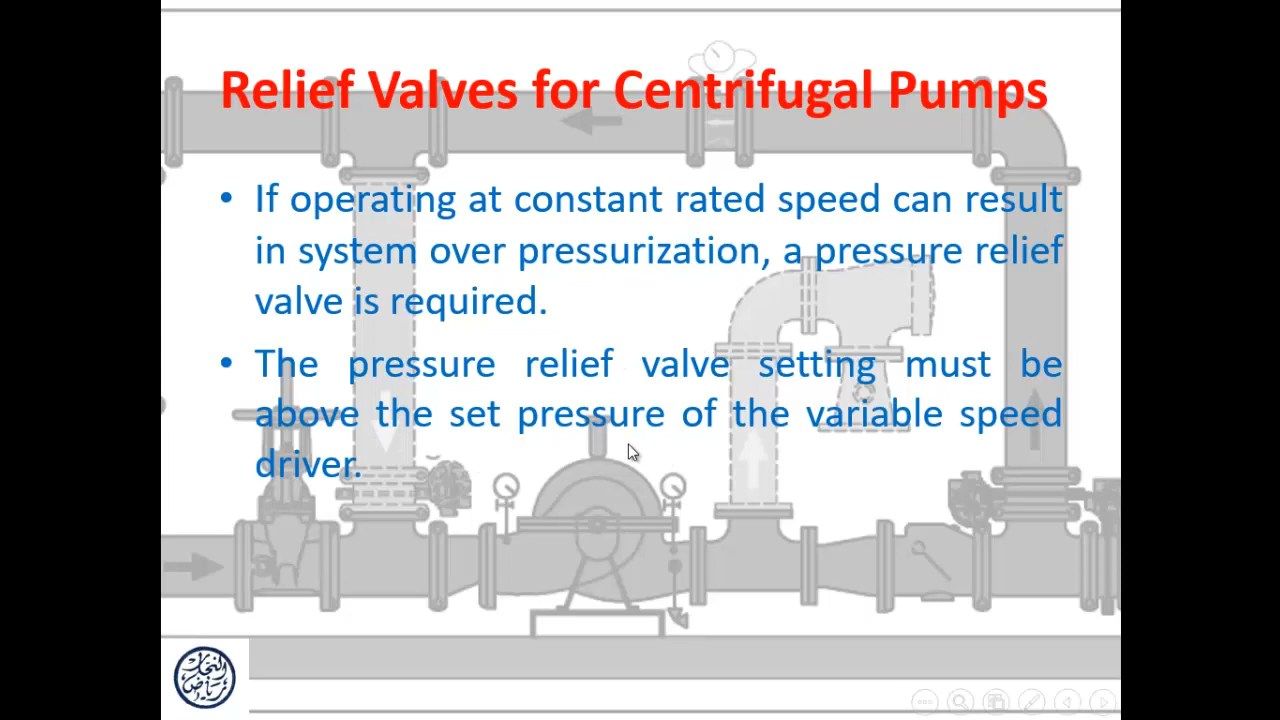 Relief Valves for Centrifugal Pumps
• If operating at constant rated speed can result
in system over pressurization, a pressure relief
valve is required.
• The pressure relief valve setting must be
above the set pressure of the variable speed
driver.
النجار
رياض